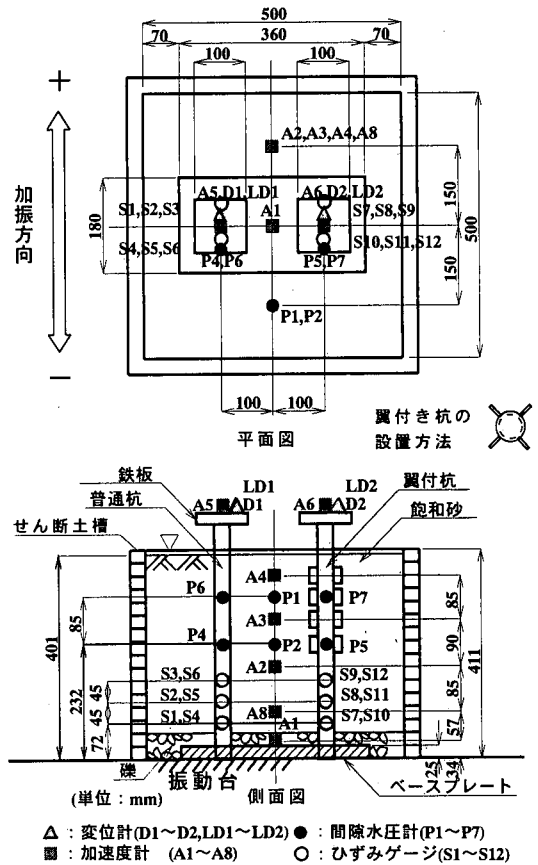 500
70 360 70
100 100
+
A2,A3,A4,A8
加振方向
A5,D1,LD1 A6,D2,LD2
S1,S2,S3 A1 S7,S8,S9
S4,S5,S6 S10,S11,S12
P4,P6 P5,P7
180
150
150
500
P1,P2
−
100 100
平面図
翼付き杭の
設置方法
鉄板
普通杭
せん断土槽
LD1
A5 D1
LD2
A6 D2
翼付杭
飽和砂
A4
P6 P1 P7
A3
P4 P2 P5
A2
S3,S6 S9,S12
S2,S5 S8,S11
A8
S1,S4 S7,S10
A1
401
85
232
45
45
72
85
90
85
57
411
25
34
礫
振動台
側面図
ベースプレート
(単位:mm)
△ : 変位計(D1~D2,LD1~LD2) ● : 間隙水圧計(P1~P7)
■ : 加速度計 (A1~A8) ○ : ひずみゲージ(S1~S12)